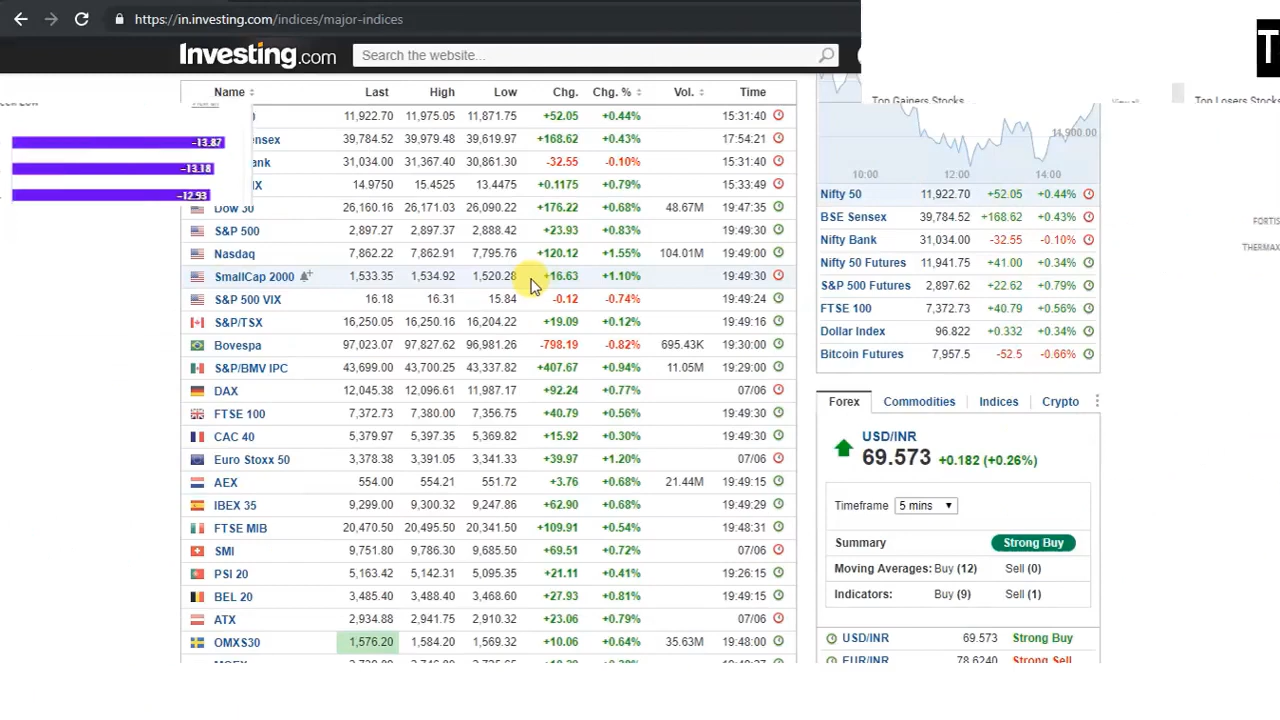 https://in.investing.com/indices/major-indices
T
Investing.com
Search the website...
Top Gainers Stocks
Top Losers Stocks
Name Last High Low Chg. Chg. % Vol. Time
11,922.70 11,975.05 11,871.75 +52.05 +0.44% 15:31:40
ensex 39,784.52 39,979.48 39,619.97 +168.62 +0.43% 17:54:21
ank 31,034.00 31,367.40 30,861.30 -32.55 -0.10% 15:31:40
IX 14.9750 15.4525 13.4475 +0.1175 +0.79% 15:33:49
Dow 30 26,160.16 26,171.03 26,090.22 +176.22 +0.68% 48.67M 19:47:35
S&P 500 2,897.27 2,897.37 2,888.42 +23.93 +0.83% 19:49:30
Nasdaq 7,862.22 7,862.91 7,795.76 +120.12 +1.55% 104.01M 19:49:00
SmallCap 2000 1,533.35 1,534.92 1,520.28 +16.63 +1.10% 19:49:30
S&P 500 VIX 16.18 16.31 15.84 -0.12 -0.74% 19:49:24
S&P/TSX 16,250.05 16,250.16 16,204.22 +19.09 +0.12% 19:49:16
Bovespa 97,023.07 97,827.62 96,981.26 -798.19 -0.82% 695.43K 19:30:00
S&P/BMV IPC 43,699.00 43,700.25 43,337.82 +407.67 +0.94% 11.05M 19:29:00
DAX 12,045.38 12,096.61 11,987.17 +92.24 +0.77% 07/06
FTSE 100 7,372.73 7,380.00 7,356.75 +40.79 +0.56% 19:49:30
CAC 40 5,379.97 5,397.35 5,369.82 +15.92 +0.30% 19:49:30
Euro Stoxx 50 3,378.38 3,391.05 3,341.33 +39.97 +1.20% 07/06
AEX 554.00 554.21 551.72 +3.76 +0.68% 21.44M 19:49:15
IBEX 35 9,299.00 9,300.32 9,247.86 +62.90 +0.68% 19:49:29
FTSE MIB 20,470.50 20,495.50 20,341.50 +109.91 +0.54% 19:48:31
SMI 9,751.80 9,786.30 9,685.50 +69.51 +0.72% 07/06
PSI 20 5,163.42 5,142.31 5,095.35 +21.11 +0.41% 19:26:15
BEL 20 3,485.40 3,488.40 3,468.60 +27.93 +0.81% 19:49:15
ATX 2,934.88 2,941.75 2,910.32 +23.06 +0.79% 07/06
OMXS30 1,576.20 1,584.20 1,569.32 +10.06 +0.64% 35.63M 19:48:00
-13.87
-13.18
-12.93
11,900.00
10:00 12:00 14:00
Nifty 50 11,922.70 +52.05 +0.44%
BSE Sensex 39,784.52 +168.62 +0.43%
Nifty Bank 31,034.00 -32.55 -0.10%
Nifty 50 Futures 11,941.75 +41.00 +0.34%
S&P 500 Futures 2,897.62 +22.62 +0.79%
FTSE 100 7,372.73 +40.79 +0.56%
Dollar Index 96.822 +0.332 +0.34%
Bitcoin Futures 7,957.5 -52.5 -0.66%
Forex Commodities Indices Crypto
USD/INR
69.573 +0.182 (+0.26%)
Timeframe 5 mins
Summary Strong Buy
Moving Averages: Buy (12) Sell (0)
Indicators: Buy (9) Sell (1)
USD/INR 69.573 Strong Buy
EUR/INR 78.6240 Strong Sell
FORTIS
THERMAX